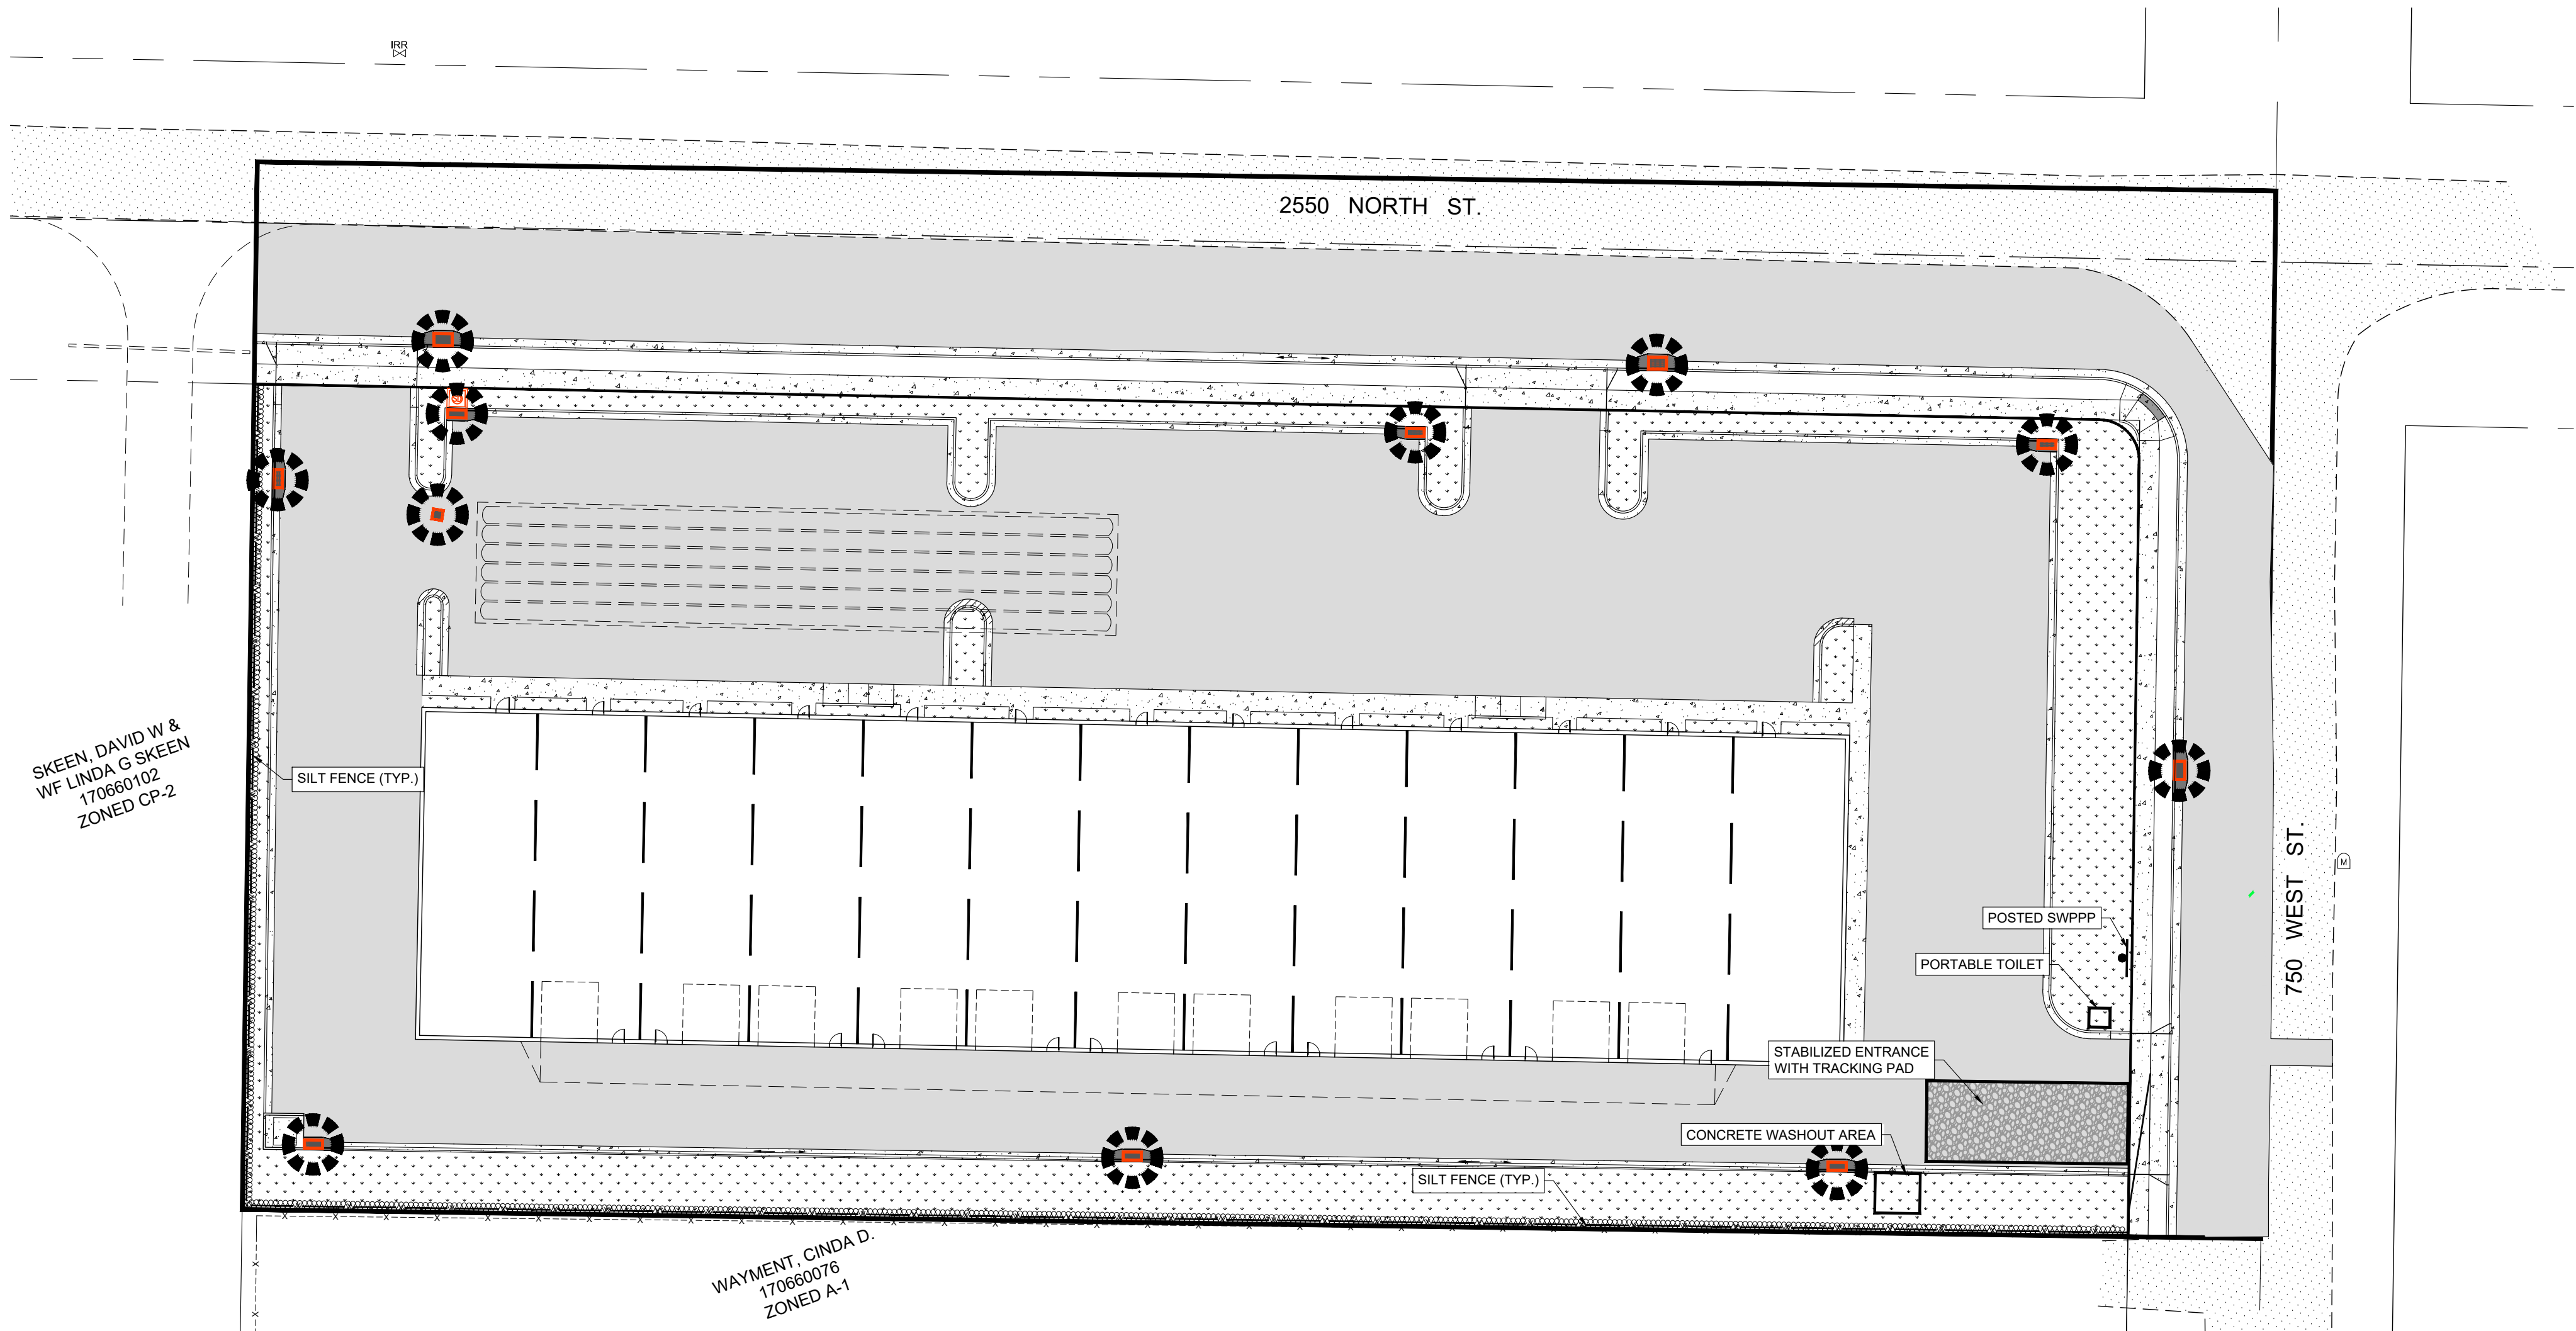 IRR
2550 NORTH ST.
SKEEN, DAVID W &
WF LINDA G SKEEN
170660102
ZONED CP-2
SILT FENCE (TYP.)
M
750 WEST ST.
POSTED SWPPP
PORTABLE TOILET
STABILIZED ENTRANCE
WITH TRACKING PAD
CONCRETE WASHOUT AREA
SILT FENCE (TYP.)
WAYMENT, CINDA D.
170660076
ZONED A-1